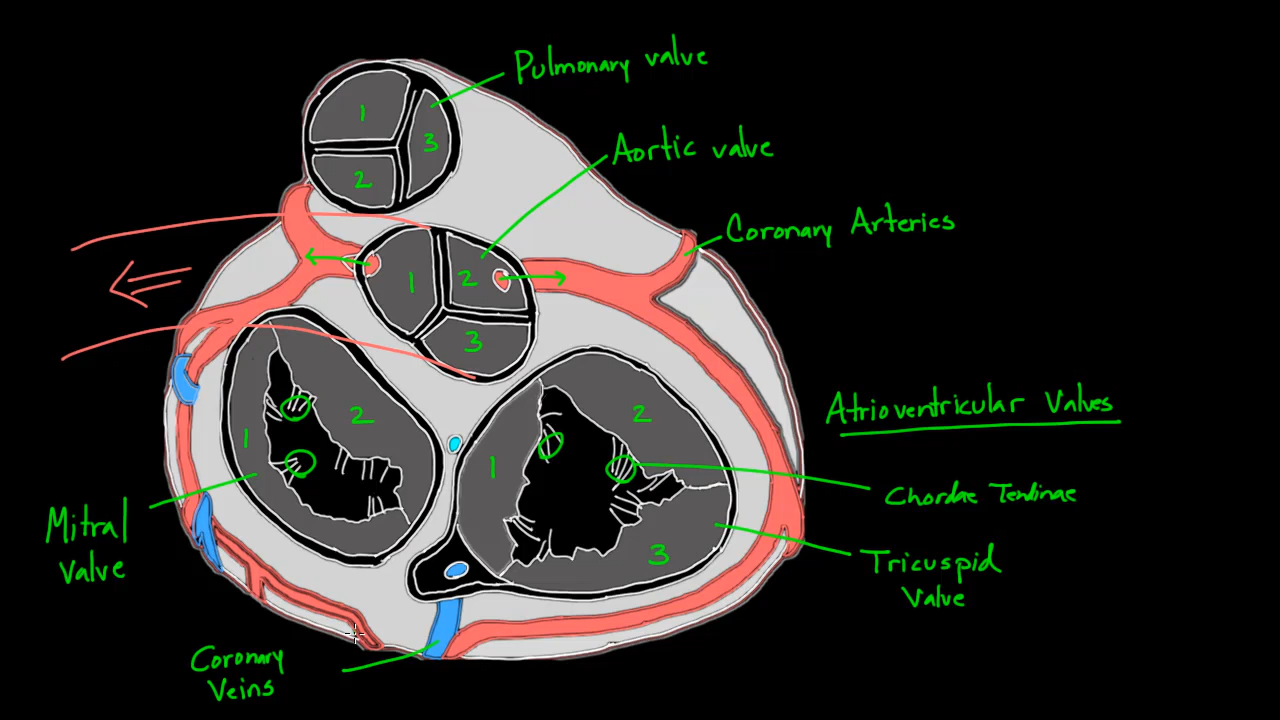 Pulmonary valve
1
3
2
Aortic valve
Coronary Arteries
1
2
3
Atrioventricular Valves
2
2
1
1
Chordae Tendinae
Mitral
valve
3
Tricuspid
Valve
Coronary
Veins